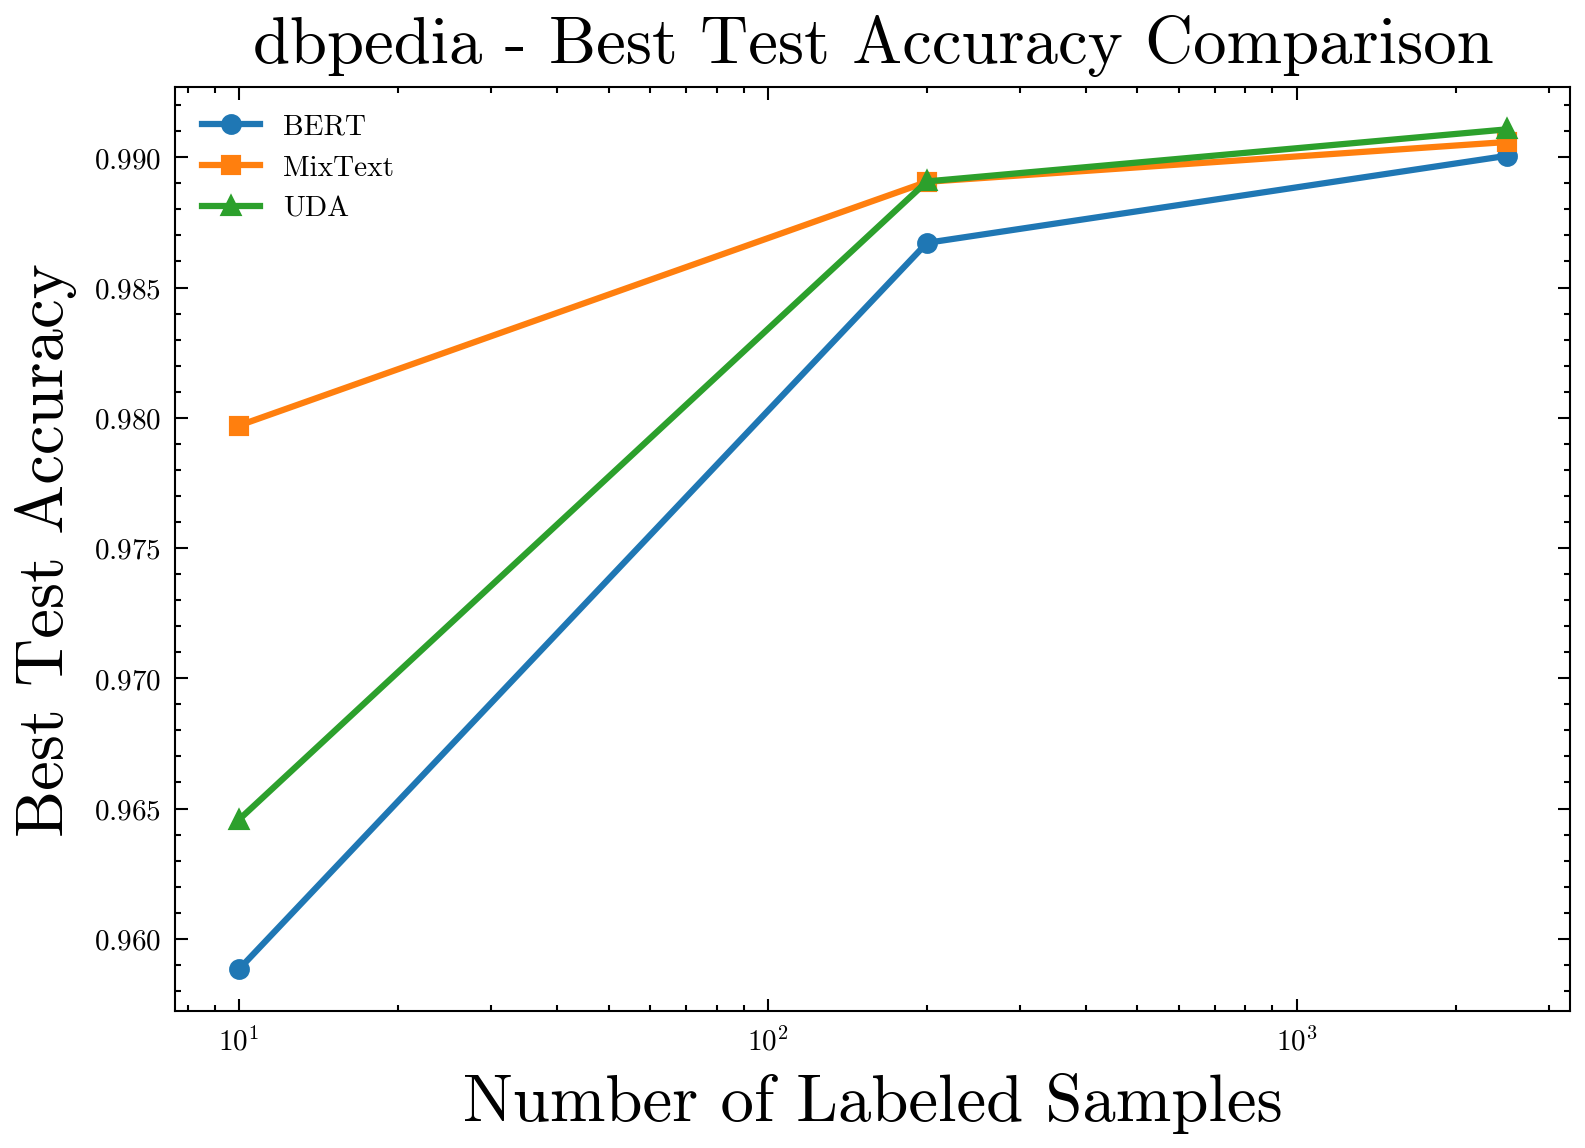 dbpedia - Best Test Accuracy Comparison
BERT
MixText
UDA
Best Test Accuracy
0.990
0.985
0.980
0.975
0.970
0.965
0.960
10¹
10²
10³
Number of Labeled Samples